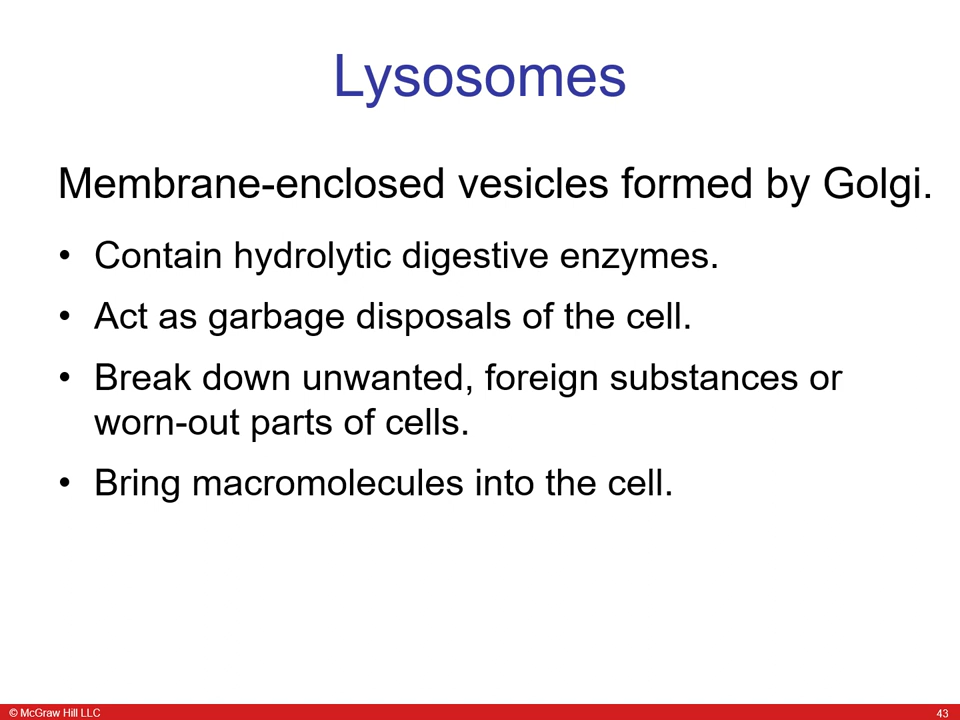 Lysosomes
Membrane-enclosed vesicles formed by Golgi.
• Contain hydrolytic digestive enzymes.
• Act as garbage disposals of the cell.
• Break down unwanted, foreign substances or
worn-out parts of cells.
• Bring macromolecules into the cell.
© McGraw Hill LLC
43